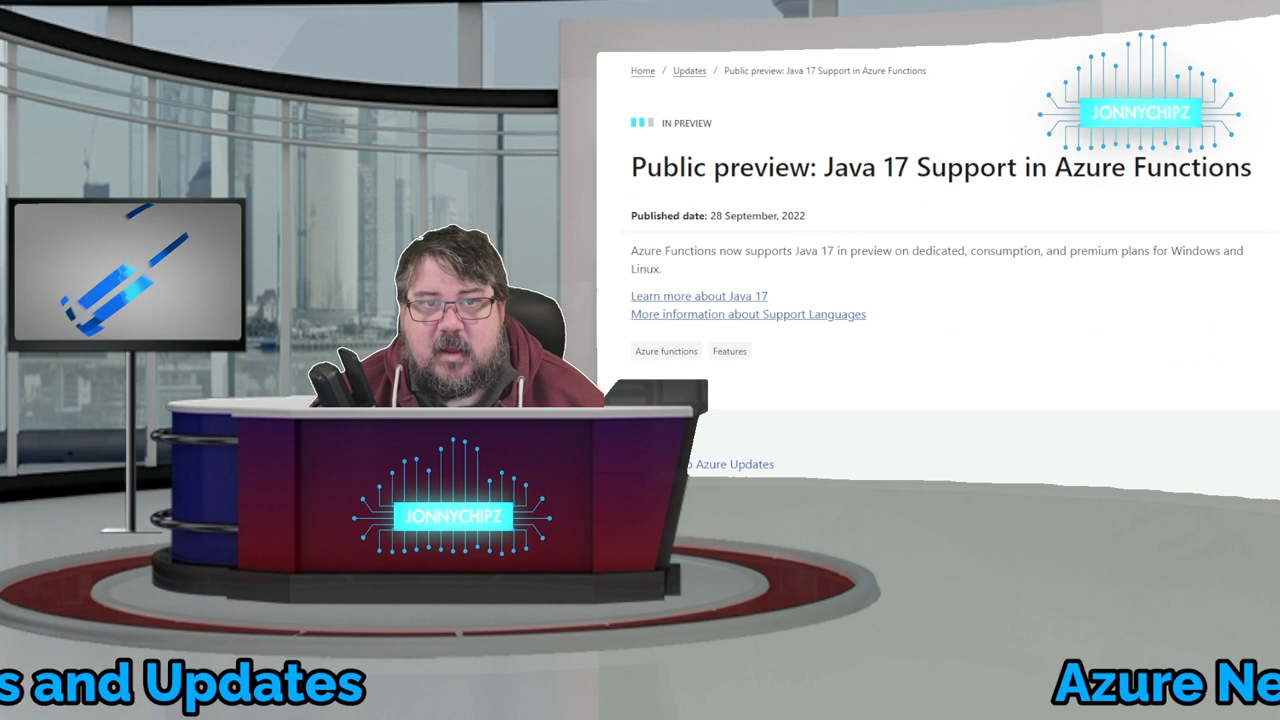 Home / Updates / Public preview: Java 17 Support in Azure Functions
JONNYCHIPZ
IN PREVIEW
Public preview: Java 17 Support in Azure Functions
Published date: 28 September, 2022
Azure Functions now supports Java 17 in preview on dedicated, consumption, and premium plans for Windows and
Linux.
Learn more about Java 17
More information about Support Languages
Azure functions Features
Azure Updates
JONNYCHIPZ
s and Updates
Azure Ne